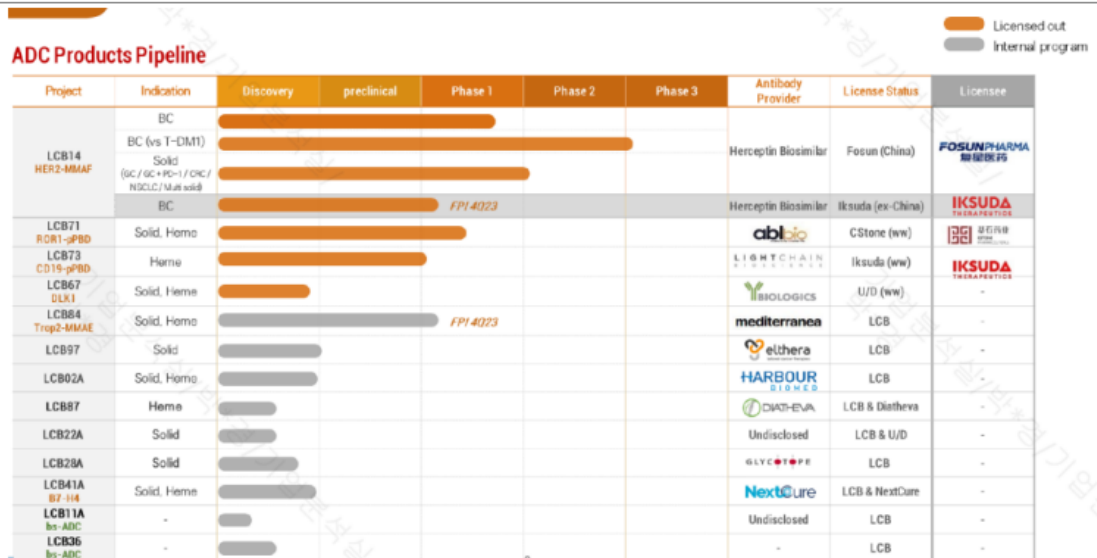 Licensed out
Internal program
ADC Products Pipeline
Project Indication Discovery preclinical Phase 1 Phase 2 Phase 3 Antibody Provider License Status Licensee
LCB14
HER2-MMAF
BC
BC (vs T-DM1)
Solid
(GC / GC + PD-1 / CRC /
NSCLC / Multi solid)
Herceptin Biosimilar Fosun (China) FOSUNPHARMA
复星医药
BC FPI 4Q23 Herceptin Biosimilar Iksuda (ex-China) IKSUDA
THERAPEUTICS
LCB71
ROR1-pPBD
Solid, Heme ablbio CStone (ww) 基石药业
LCB73
CD19-pPBD
Heme LIGHTCHAIN
BIOSCIENCE
Iksuda (ww) IKSUDA
THERAPEUTICS
LCB67
DLK1
Solid, Heme YBIOLOGICS U/D (ww) -
LCB84
Trop2-MMAE
Solid, Heme FPI 4Q23 mediterranea LCB -
LCB97 Solid elthera LCB -
LCB02A Solid, Heme HARBOUR
BIOMED
LCB -
LCB87 Heme DIATHEVA LCB & Diatheva -
LCB22A Solid Undisclosed LCB & U/D -
LCB28A Solid GLYCOTOPE LCB -
LCB41A
B7-H4
Solid, Heme NextCure LCB & NextCure -
LCB11A
bs-ADC
- Undisclosed LCB -
LCB36
bs-ADC
- - LCB -